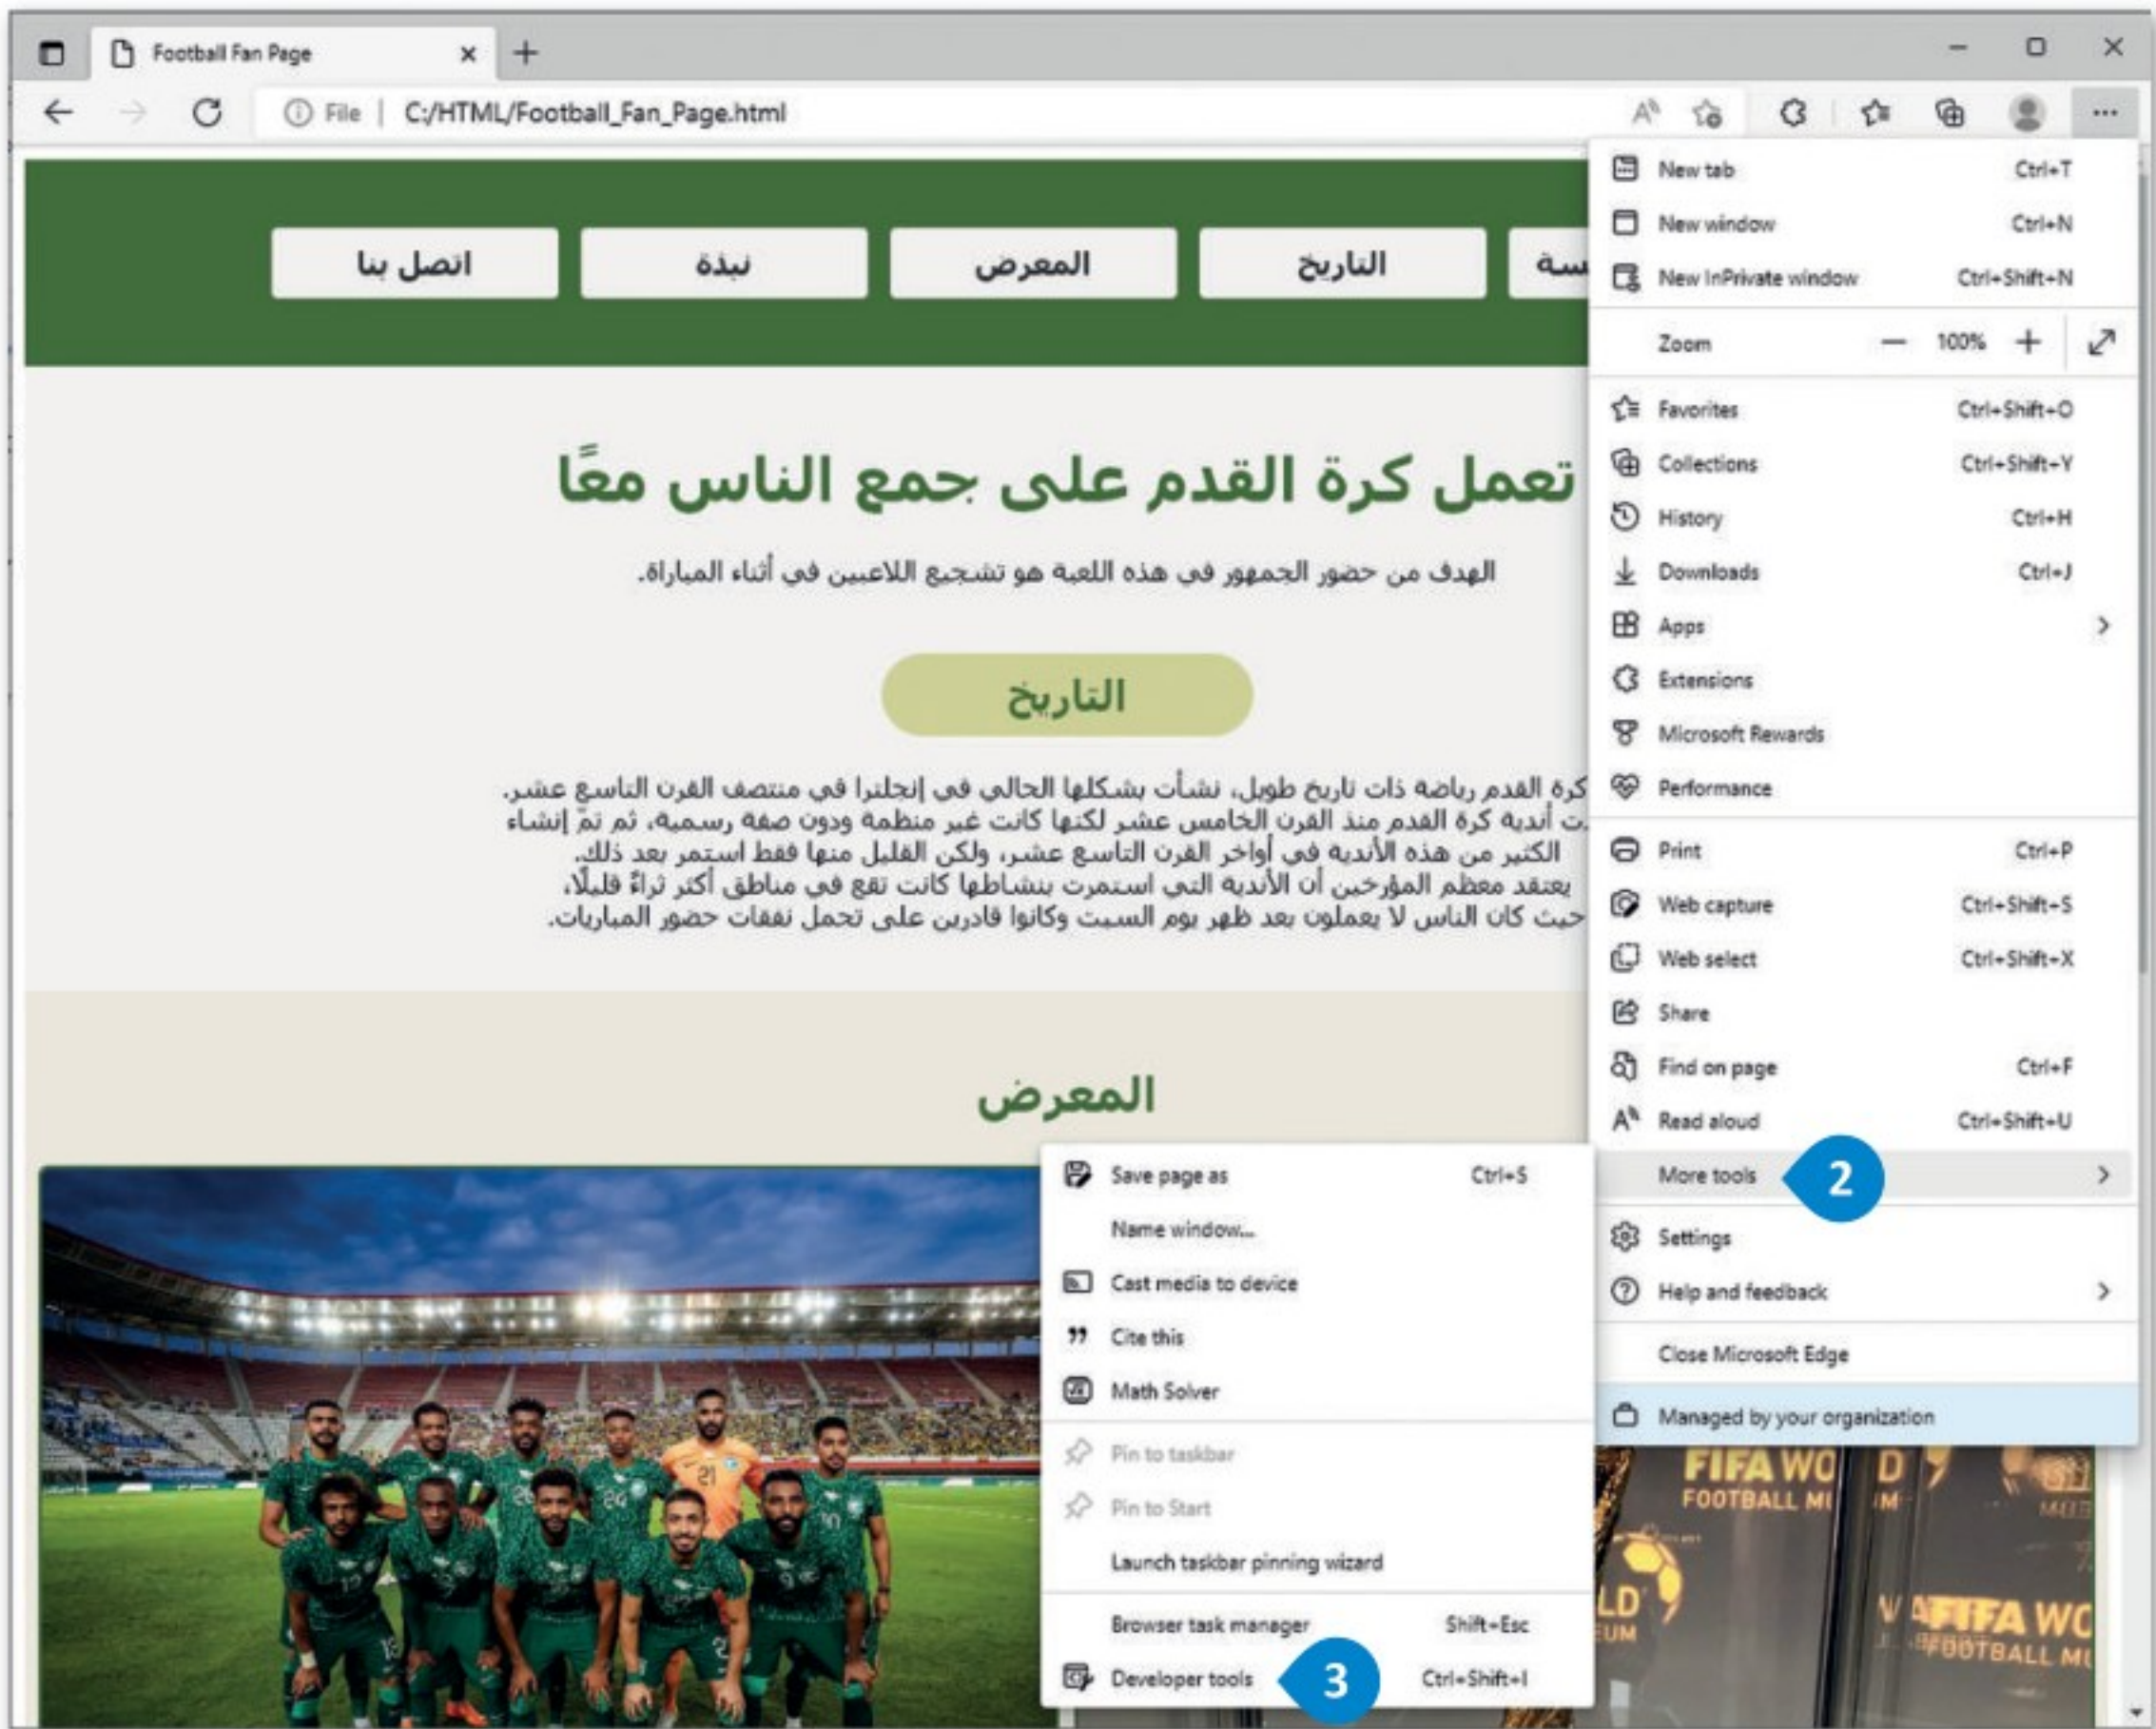 Football Fan Page
File | C:/HTML/Football_Fan_Page.html
التاريخ
المعرض
نبذة
اتصل بنا
تعمل كرة القدم على جمع الناس معًا
الهدف من حضور الجمهور في هذه اللعبة هو تشجيع اللاعبين في أثناء المباراة.
التاريخ
كرة القدم رياضة ذات تاريخ طويل، نشأت بشكلها الحالي في إنجلترا في منتصف القرن التاسع عشر.
أندية كرة القدم منذ القرن الخامس عشر لكنها كانت غير منظمة ودون صفة رسمية، ثم تمّ إنشاء
الكثير من هذه الأندية في أواخر القرن التاسع عشر، ولكن القليل منها فقط استمر بعد ذلك.
يعتقد معظم المؤرخين أن الأندية التي استمرت بنشاطها كانت تقع في مناطق أكثر ثراءً قليلًا،
حيث كان الناس لا يعملون بعد ظهر يوم السبت وكانوا قادرين على تحمل نفقات حضور المباريات.
المعرض
New tab Ctrl+T
New window Ctrl+N
New InPrivate window Ctrl+Shift+N
Zoom 100%
Favorites Ctrl+Shift+O
Collections Ctrl+Shift+Y
History Ctrl+H
Downloads Ctrl+J
Apps
Extensions
Microsoft Rewards
Performance
Print Ctrl+P
Web capture Ctrl+Shift+S
Web select Ctrl+Shift+X
Share
Find on page Ctrl+F
Read aloud Ctrl+Shift+U
More tools 2
Settings
Help and feedback
Close Microsoft Edge
Managed by your organization
Save page as Ctrl+S
Name window...
Cast media to device
Cite this
Math Solver
Pin to taskbar
Pin to Start
Launch taskbar pinning wizard
Browser task manager Shift+Esc
Developer tools 3 Ctrl+Shift+I
21
24
FIFA WO
FOOTBALL
FIFA WO
FOOTBALL